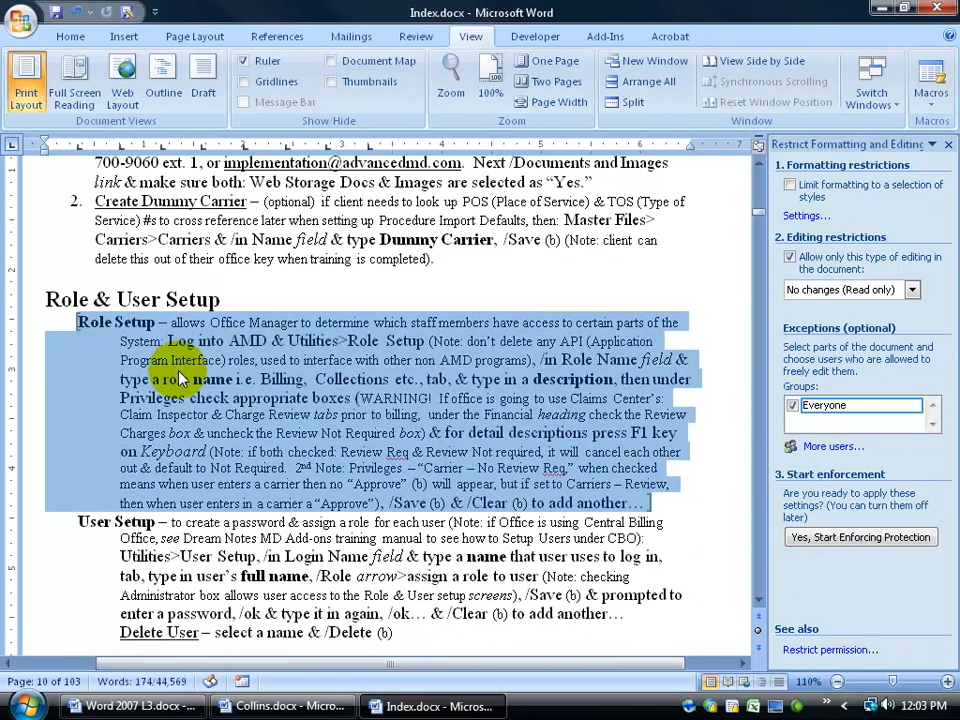 Index.docx - Microsoft Word
Home Insert Page Layout References Mailings Review View Developer Add-Ins Acrobat
Print Layout
Full Screen Reading
Web Layout
Outline
Draft
Document Views
Ruler
Gridlines
Message Bar
Document Map
Thumbnails
Show/Hide
Zoom
100%
One Page
Two Pages
Page Width
Zoom
New Window
Arrange All
Split
View Side by Side
Synchronous Scrolling
Reset Window Position
Switch Windows
Window
Macros
Macros
1 2 3 4 5 6 7
700-9060 ext. 1, or implementation@advancedmd.com. Next /Documents and Images
link & make sure both: Web Storage Docs & Images are selected as “Yes.”
2. Create Dummy Carrier – (optional) if client needs to look up POS (Place of Service) & TOS (Type of
Service) #s to cross reference later when setting up Procedure Import Defaults, then: Master Files>
Carriers>Carriers & /in Name field & type Dummy Carrier, /Save (b) (Note: client can
delete this out of their office key when training is completed).
Role & User Setup
[Role Setup – allows Office Manager to determine which staff members have access to certain parts of the
System: Log into AMD & Utilities>Role Setup (Note: don’t delete any API (Application
Program Interface) roles, used to interface with other non AMD programs), /in Role Name field &
type a role name i.e. Billing, Collections etc., tab, & type in a description, then under
Privileges check appropriate boxes (WARNING! If office is going to use Claims Center’s:
Claim Inspector & Charge Review tabs prior to billing, under the Financial heading check the Review
Charges box & uncheck the Review Not Required box) & for detail descriptions press F1 key
on Keyboard (Note: if both checked: Review Req & Review Not required, it will cancel each other
out & default to Not Required. 2nd Note: Privileges – “Carrier – No Review Req,” when checked
means when user enters a carrier then no “Approve” (b) will appear, but if set to Carriers – Review,
then when user enters in a carrier a “Approve”), /Save (b) & /Clear (b) to add another… ]
User Setup – to create a password & assign a role for each user (Note: if Office is using Central Billing
Office, see Dream Notes MD Add-ons training manual to see how to Setup Users under CBO):
Utilities>User Setup, /in Login Name field & type a name that user uses to log in,
tab, type in user’s full name, /Role arrow>assign a role to user (Note: checking
Administrator box allows user access to the Role & User setup screens), /Save (b) & prompted to
enter a password, /ok & type it in again, /ok… & /Clear (b) to add another…
Delete User – select a name & /Delete (b)
Restrict Formatting and Editing
1. Formatting restrictions
Limit formatting to a selection of styles
Settings...
2. Editing restrictions
Allow only this type of editing in the document:
No changes (Read only)
Exceptions (optional)
Select parts of the document and choose users who are allowed to freely edit them.
Groups:
Everyone
More users...
3. Start enforcement
Are you ready to apply these settings? (You can turn them off later)
Yes, Start Enforcing Protection
See also
Restrict permission...
Page: 10 of 103 Words: 174/44,569 110%
Word 2007 L3.docx -... Collins.docx - Microso... Index.docx - Microso... 12:03 PM